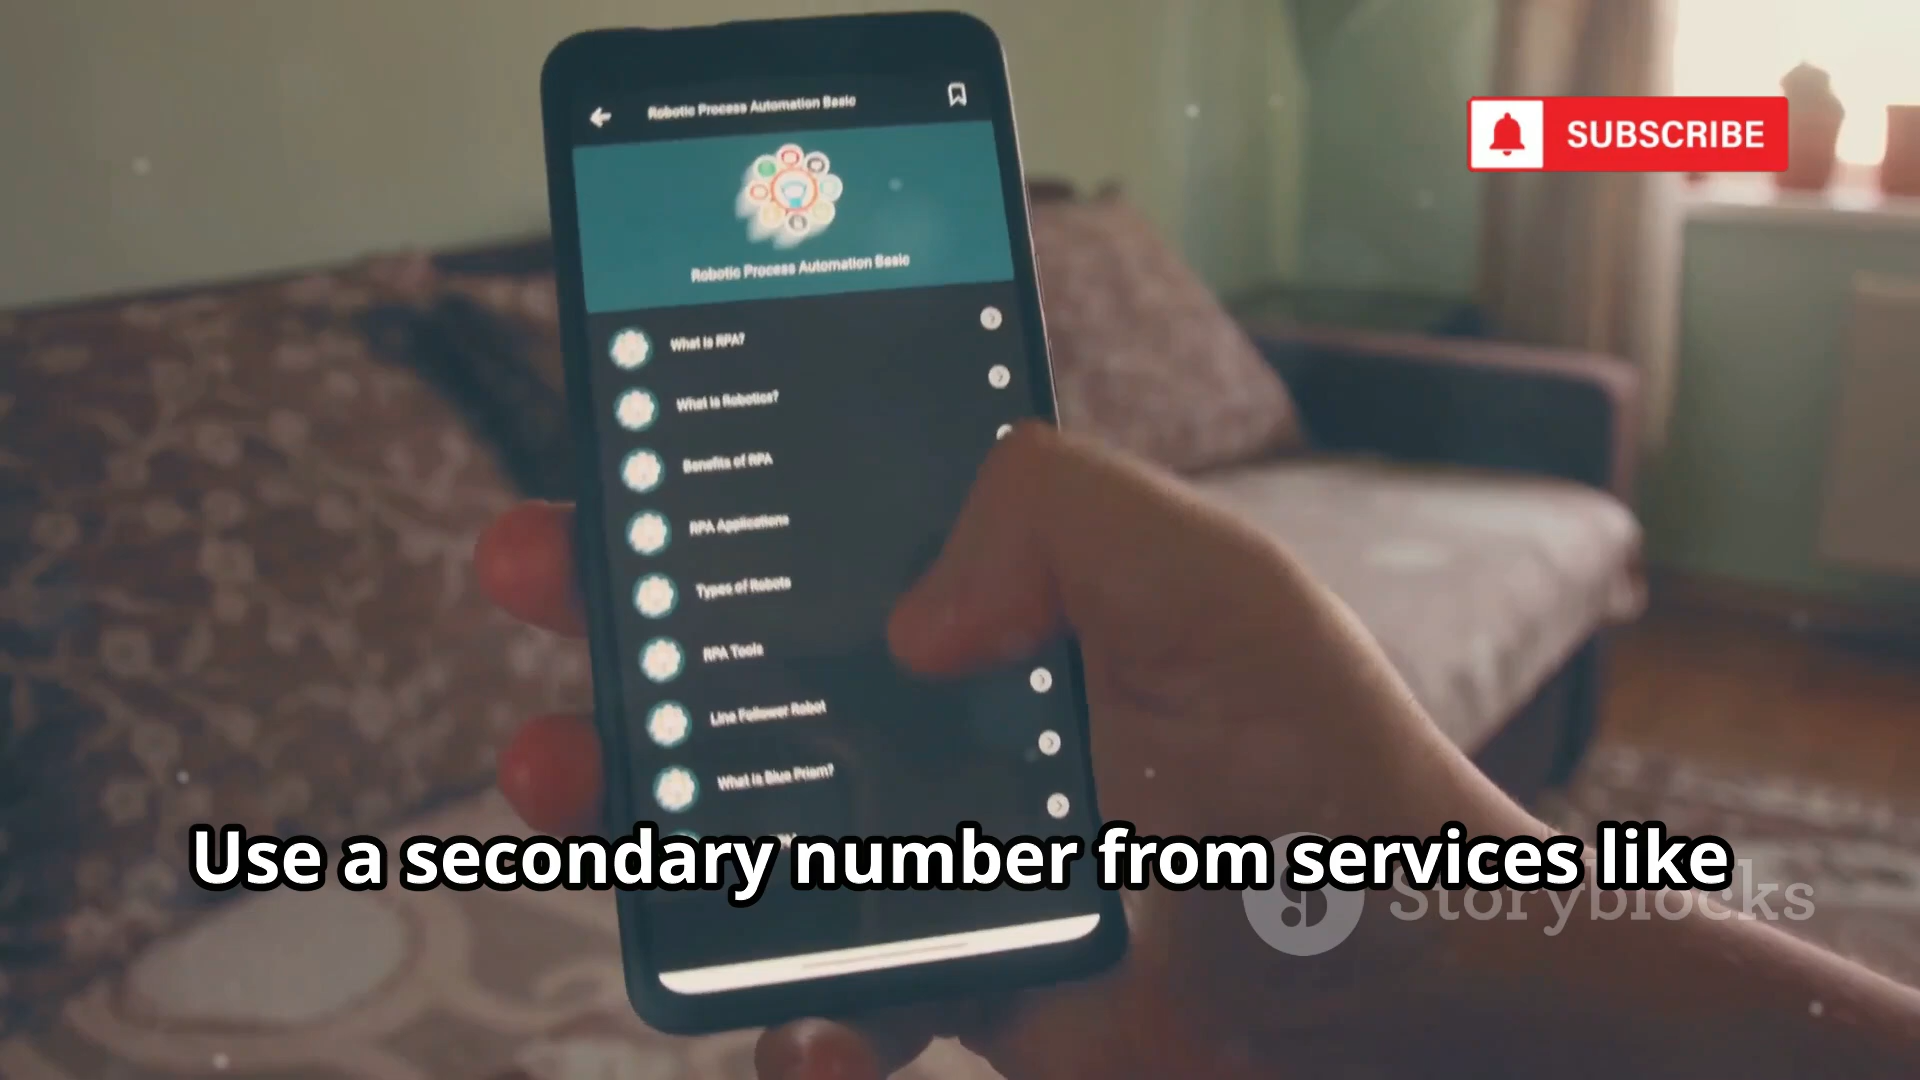 Robotic Process Automation Basic
SUBSCRIBE
Robotic Process Automation Basic
What is RPA?
What is Robotics?
Benefits of RPA
RPA Applications
Types of Robots
RPA Tools
Line Follower Robot
What is Blue Prism?
Use a secondary number from services like
Storyblocks